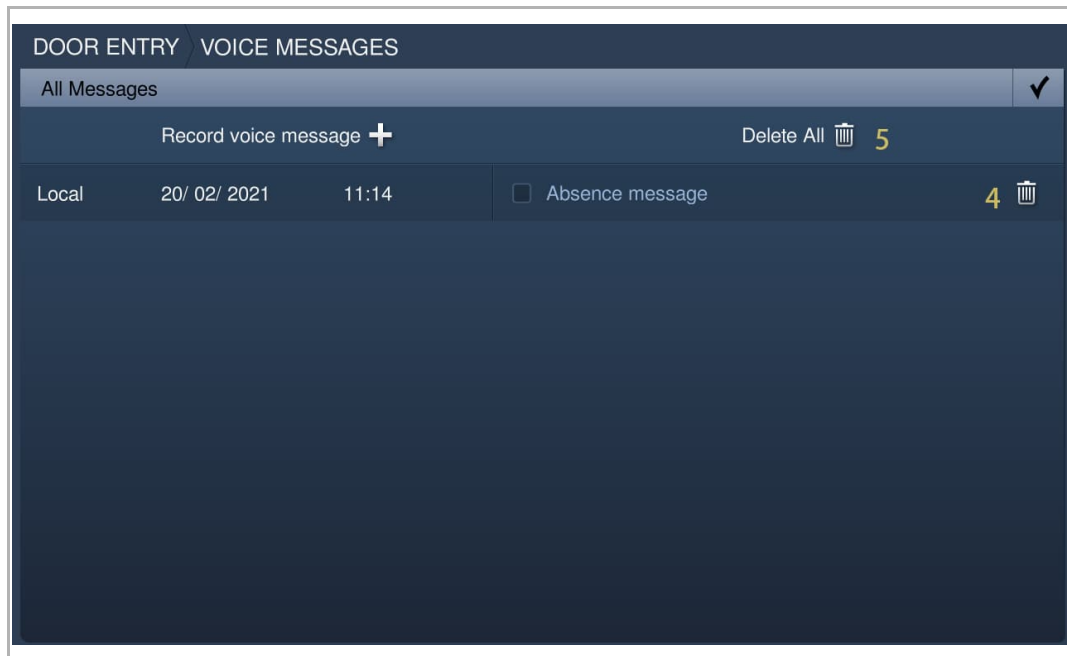 DOOR ENTRY VOICE MESSAGES
All Messages
Record voice message Delete All 5
Local 20/ 02/ 2021 11:14 Absence message 4